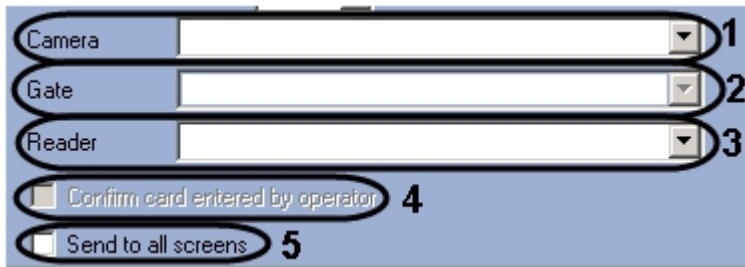 Camera 1
Gate 2
Reader 3
Confirm card entered by operator 4
Send to all screens 5